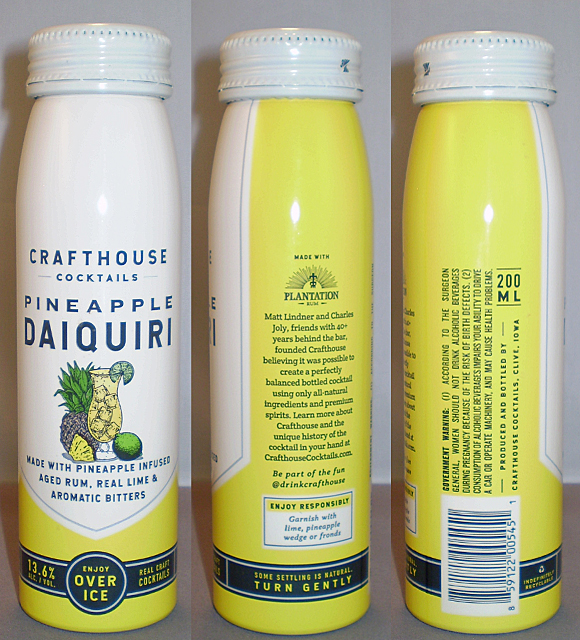 CRAFTHOUSE
COCKTAILS
PINEAPPLE
DAIQUIRI
MADE WITH PINEAPPLE INFUSED
AGED RUM, REAL LIME &
AROMATIC BITTERS
13.6%
ALC. / VOL.
ENJOY
OVER
ICE
REAL CRAFT
COCKTAILS
MADE WITH
PLANTATION
RUM
Matt Lindner and Charles
Joly, friends with 40+
years behind the bar,
founded Crafthouse
believing it was possible to
create a perfectly
balanced bottled cocktail
using only all-natural
ingredients and premium
spirits. Learn more about
Crafthouse and the
unique history of the
cocktail in your hand at
CrafthouseCocktails.com.
Be part of the fun
@drinkcrafthouse
ENJOY RESPONSIBLY
Garnish with
lime, pineapple
wedge or fronds
SOME SETTLING IS NATURAL.
TURN GENTLY
GOVERNMENT WARNING: (1) ACCORDING TO THE SURGEON
GENERAL, WOMEN SHOULD NOT DRINK ALCOHOLIC BEVERAGES
DURING PREGNANCY BECAUSE OF THE RISK OF BIRTH DEFECTS. (2)
CONSUMPTION OF ALCOHOLIC BEVERAGES IMPAIRS YOUR ABILITY TO DRIVE
A CAR OR OPERATE MACHINERY, AND MAY CAUSE HEALTH PROBLEMS.
200
ML
PRODUCED AND BOTTLED BY
CRAFTHOUSE COCKTAILS, CLIVE, IOWA
8 59122 00545 1
INDEFINITELY
RECYCLABLE